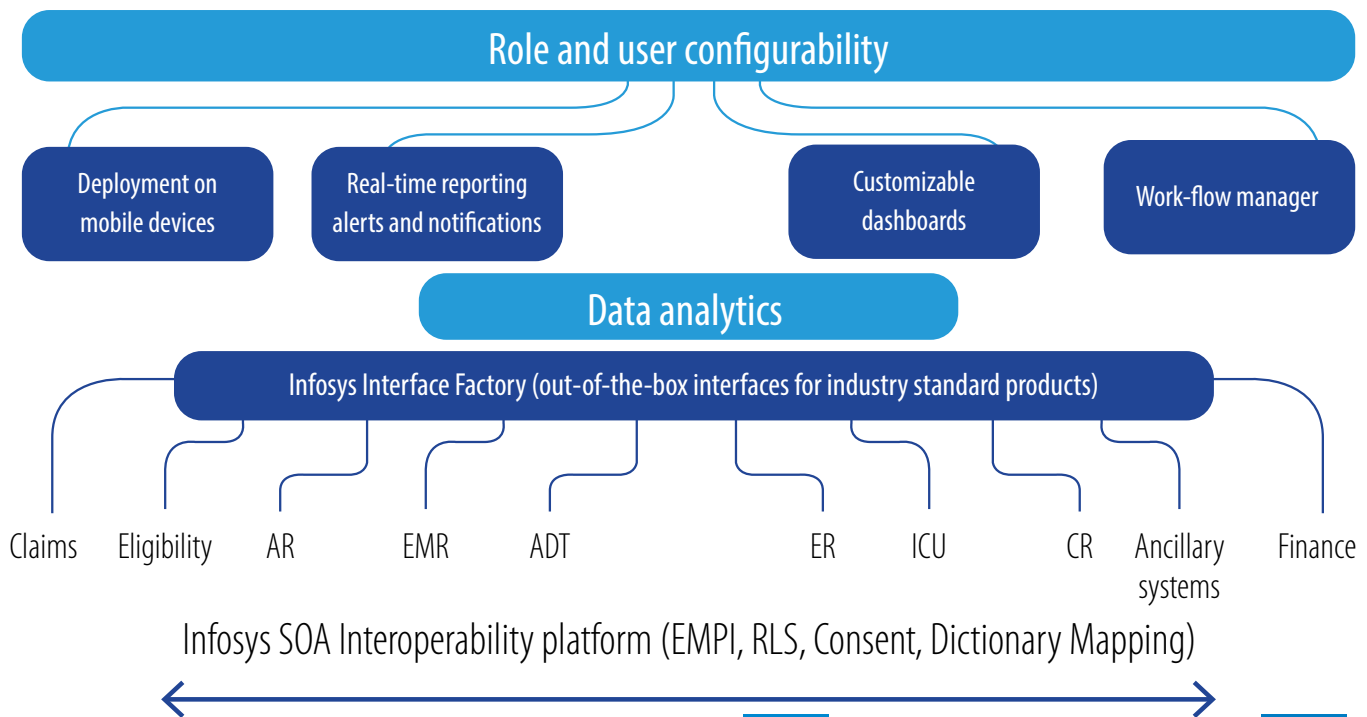 Role and user configurability
Deployment on
mobile devices
Real-time reporting
alerts and notifications
Customizable
dashboards
Work-flow manager
Data analytics
Infosys Interface Factory (out-of-the-box interfaces for industry standard products)
Claims
Eligibility
AR
EMR
ADT
ER
ICU
CR
Ancillary
systems
Finance
Infosys SOA Interoperability platform (EMPI, RLS, Consent, Dictionary Mapping)